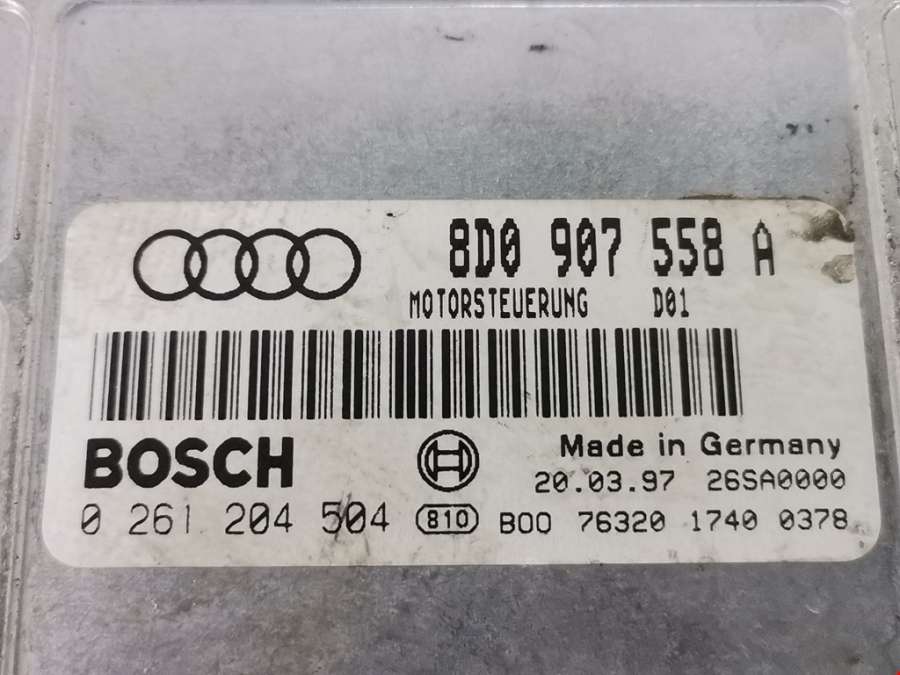 8D0 907 558 A
MOTORSTEUERUNG D01
BOSCH
Made in Germany
20.03.97 26SA0000
0 261 204 504 810 B00 76320 1740 0378